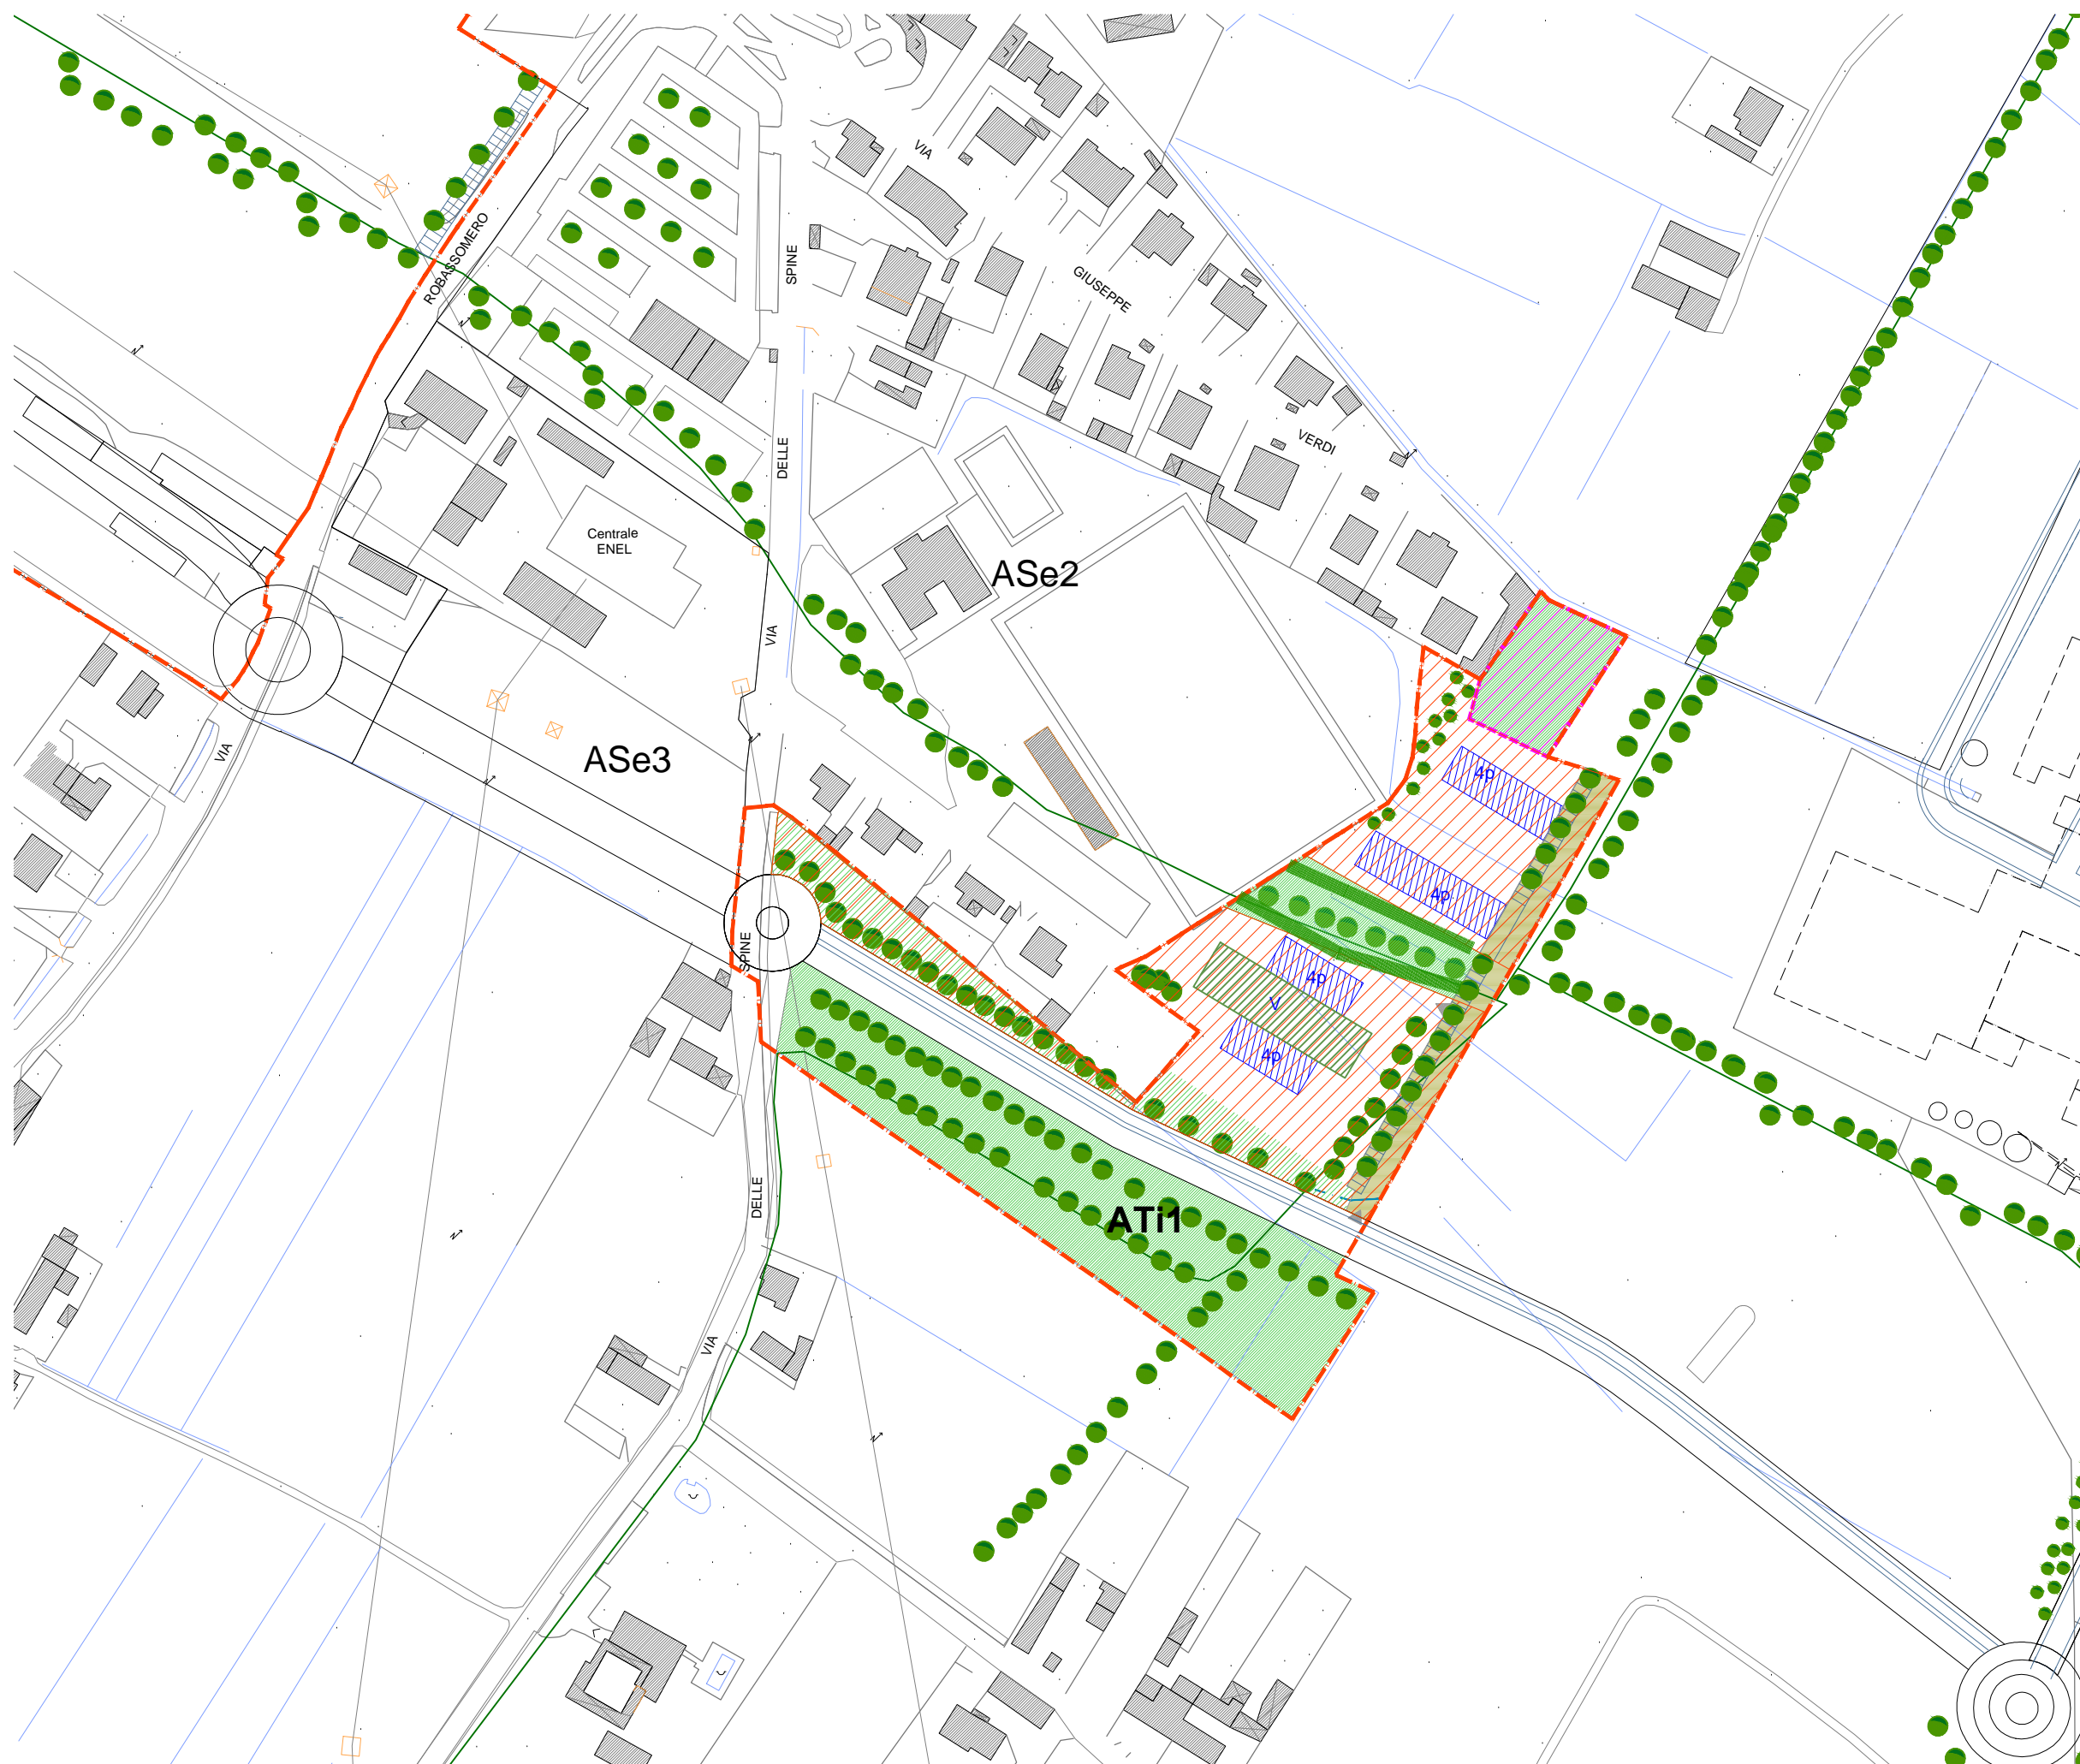 VIA
ROBASSOMERO
SPINE
GIUSEPPE
VERDI
DELLE
Centrale
ENEL
ASe2
VIA
ASe3
VIA
4p
4p
SPINE
4p
V
4p
DELLE
ATi1
VIA